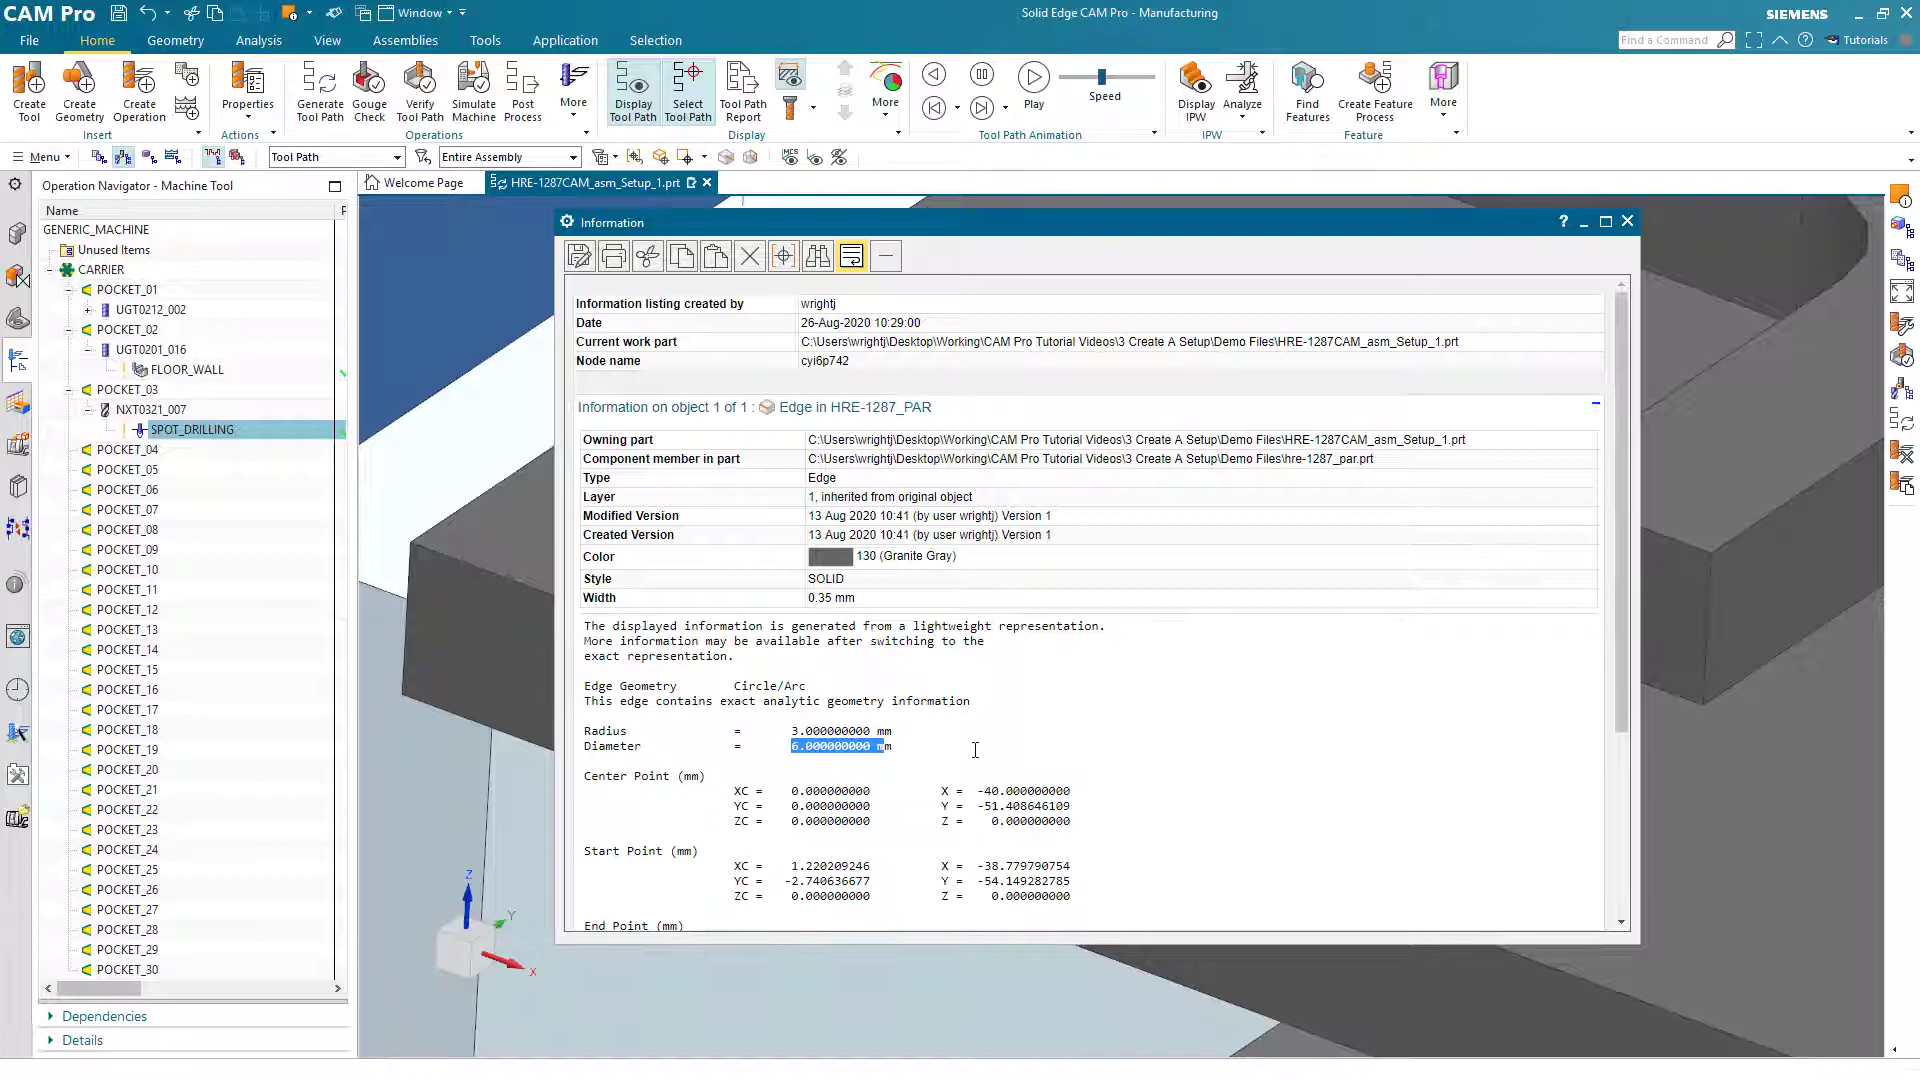 CAM Pro
Window
Solid Edge CAM Pro - Manufacturing
SIEMENS
File
Home
Geometry
Analysis
View
Assemblies
Tools
Application
Selection
Find a Command
Tutorials
Create Tool
Create Geometry
Create Operation
Properties
Generate Tool Path
Gouge Check
Verify Tool Path
Simulate Machine
Post Process
More
Display Tool Path
Select Tool Path
Tool Path Report
More
Play
Speed
Display IPW
Analyze
Find Features
Create Feature Process
More
Insert
Actions
Operations
Display
Tool Path Animation
IPW
Feature
Menu
Tool Path
Entire Assembly
MCS
Operation Navigator - Machine Tool
Welcome Page
HRE-1287CAM_asm_Setup_1.prt
Name
P
GENERIC_MACHINE
Unused Items
CARRIER
POCKET_01
UGT0212_002
POCKET_02
UGT0201_016
FLOOR_WALL
POCKET_03
NXT0321_007
SPOT_DRILLING
POCKET_04
POCKET_05
POCKET_06
POCKET_07
POCKET_08
POCKET_09
POCKET_10
POCKET_11
POCKET_12
POCKET_13
POCKET_14
POCKET_15
POCKET_16
POCKET_17
POCKET_18
POCKET_19
POCKET_20
POCKET_21
POCKET_22
POCKET_23
POCKET_24
POCKET_25
POCKET_26
POCKET_27
POCKET_28
POCKET_29
POCKET_30
Dependencies
Details
Information
Information listing created by wrightj
Date 26-Aug-2020 10:29:00
Current work part C:\Users\wrightj\Desktop\Working\CAM Pro Tutorial Videos\3 Create A Setup\Demo Files\HRE-1287CAM_asm_Setup_1.prt
Node name cyi6p742
Information on object 1 of 1 : Edge in HRE-1287_PAR
Owning part C:\Users\wrightj\Desktop\Working\CAM Pro Tutorial Videos\3 Create A Setup\Demo Files\HRE-1287CAM_asm_Setup_1.prt
Component member in part C:\Users\wrightj\Desktop\Working\CAM Pro Tutorial Videos\3 Create A Setup\Demo Files\hre-1287_par.prt
Type Edge
Layer 1, inherited from original object
Modified Version 13 Aug 2020 10:41 (by user wrightj) Version 1
Created Version 13 Aug 2020 10:41 (by user wrightj) Version 1
Color 130 (Granite Gray)
Style SOLID
Width 0.35 mm
The displayed information is generated from a lightweight representation.
More information may be available after switching to the
exact representation.
Edge Geometry Circle/Arc
This edge contains exact analytic geometry information
Radius = 3.000000000 mm
Diameter = 6.000000000 mm
Center Point (mm)
XC = 0.000000000 X = -40.000000000
YC = 0.000000000 Y = -51.408646109
ZC = 0.000000000 Z = 0.000000000
Start Point (mm)
XC = 1.220209246 X = -38.779790754
YC = -2.740636677 Y = -54.149282785
ZC = 0.000000000 Z = 0.000000000
End Point (mm)
Z
Y
X